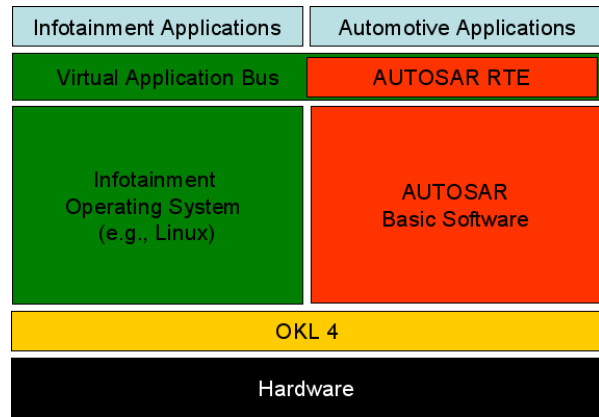 Infotainment Applications
Automotive Applications
Virtual Application Bus
AUTOSAR RTE
Infotainment
Operating System
(e.g., Linux)
AUTOSAR
Basic Software
OKL 4
Hardware